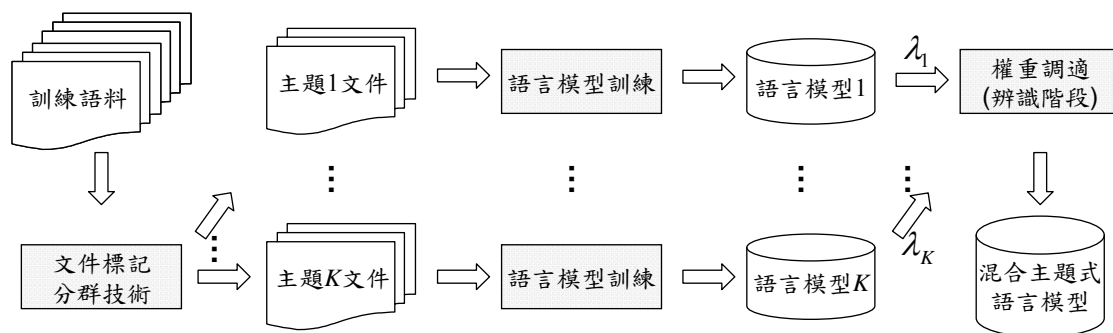 訓練語料
主題1文件
語言模型訓練
語言模型1
λ1
權重調適
(辨識階段)
文件標記
分群技術
主題K文件
語言模型訓練
語言模型K
λK
混合主題式
語言模型